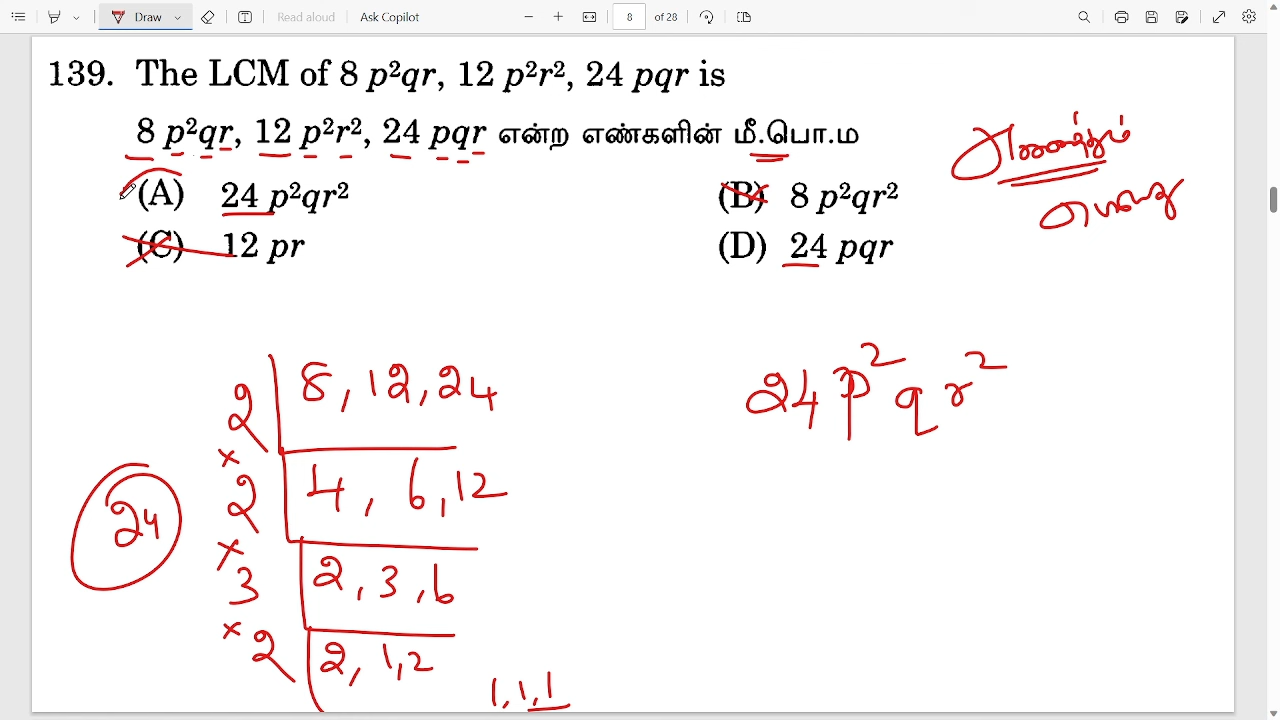 Draw
Read aloud
Ask Copilot
8 of 28
139. The LCM of 8 p²qr, 12 p²r², 24 pqr is
8 p²qr, 12 p²r², 24 pqr என்ற எண்களின் மீ.பொ.ம
(A) 24 p²qr²
(B) 8 p²qr²
(C) 12 pr
(D) 24 pqr
24 p² q r²
2 8, 12, 24
×
2 4, 6, 12
24
×
3 2, 3, 6
×
2 2, 1, 2
1, 1, 1